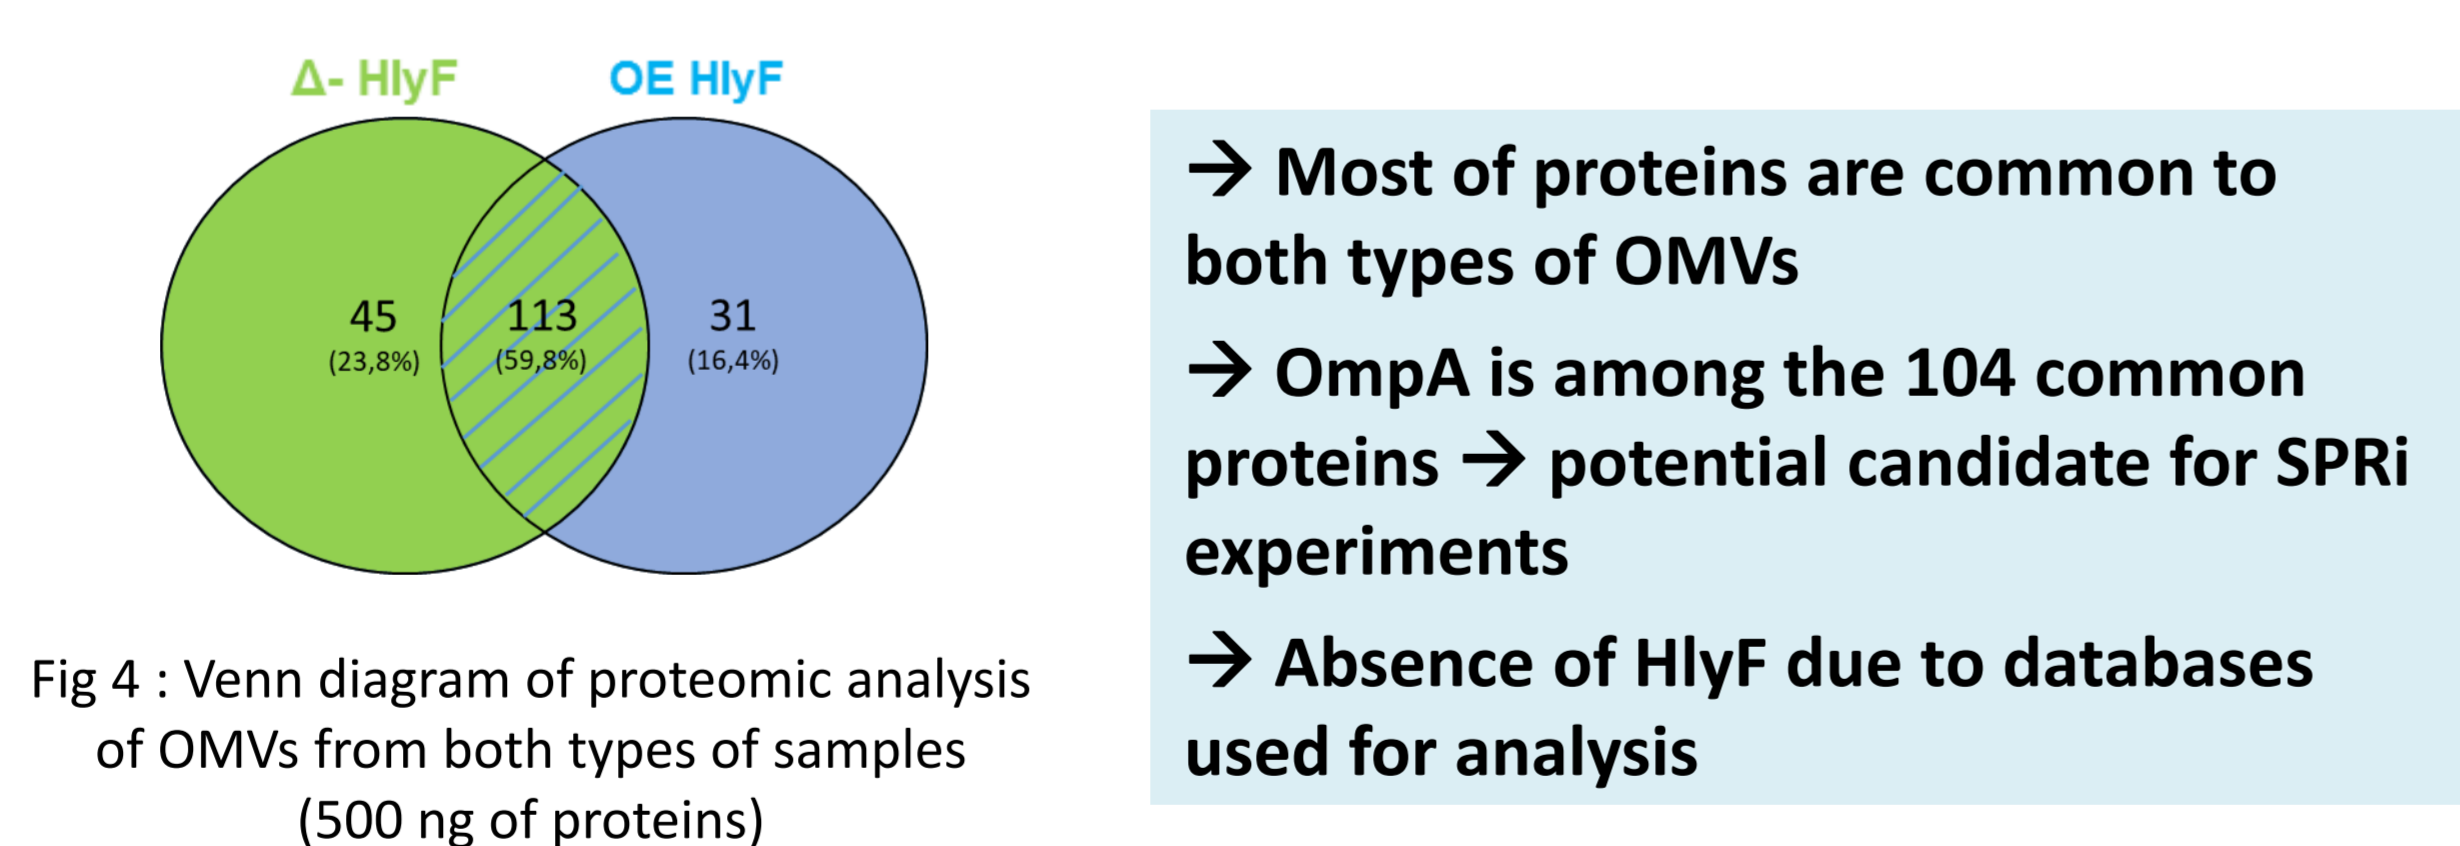 Δ- HlyF
OE HlyF
45
(23,8%)
113
(59,8%)
31
(16,4%)
Fig 4 : Venn diagram of proteomic analysis
of OMVs from both types of samples
(500 ng of proteins)
→ Most of proteins are common to
both types of OMVs
→ OmpA is among the 104 common
proteins → potential candidate for SPRi
experiments
→ Absence of HlyF due to databases
used for analysis